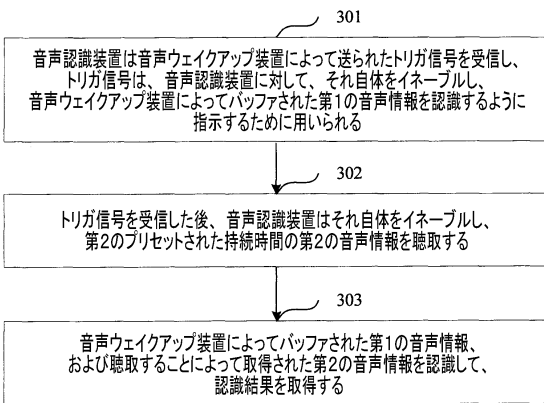 301
音声認識装置は音声ウェイクアップ装置によって送られたトリガ信号を受信し、
トリガ信号は、音声認識装置に対して、それ自体をイネーブルし、
音声ウェイクアップ装置によってバッファされた第1の音声情報を認識するように
指示するために用いられる
302
トリガ信号を受信した後、音声認識装置はそれ自体をイネーブルし、
第2のプリセットされた持続時間の第2の音声情報を聴取する
303
音声ウェイクアップ装置によってバッファされた第1の音声情報、
および聴取することによって取得された第2の音声情報を認識して、
認識結果を取得する